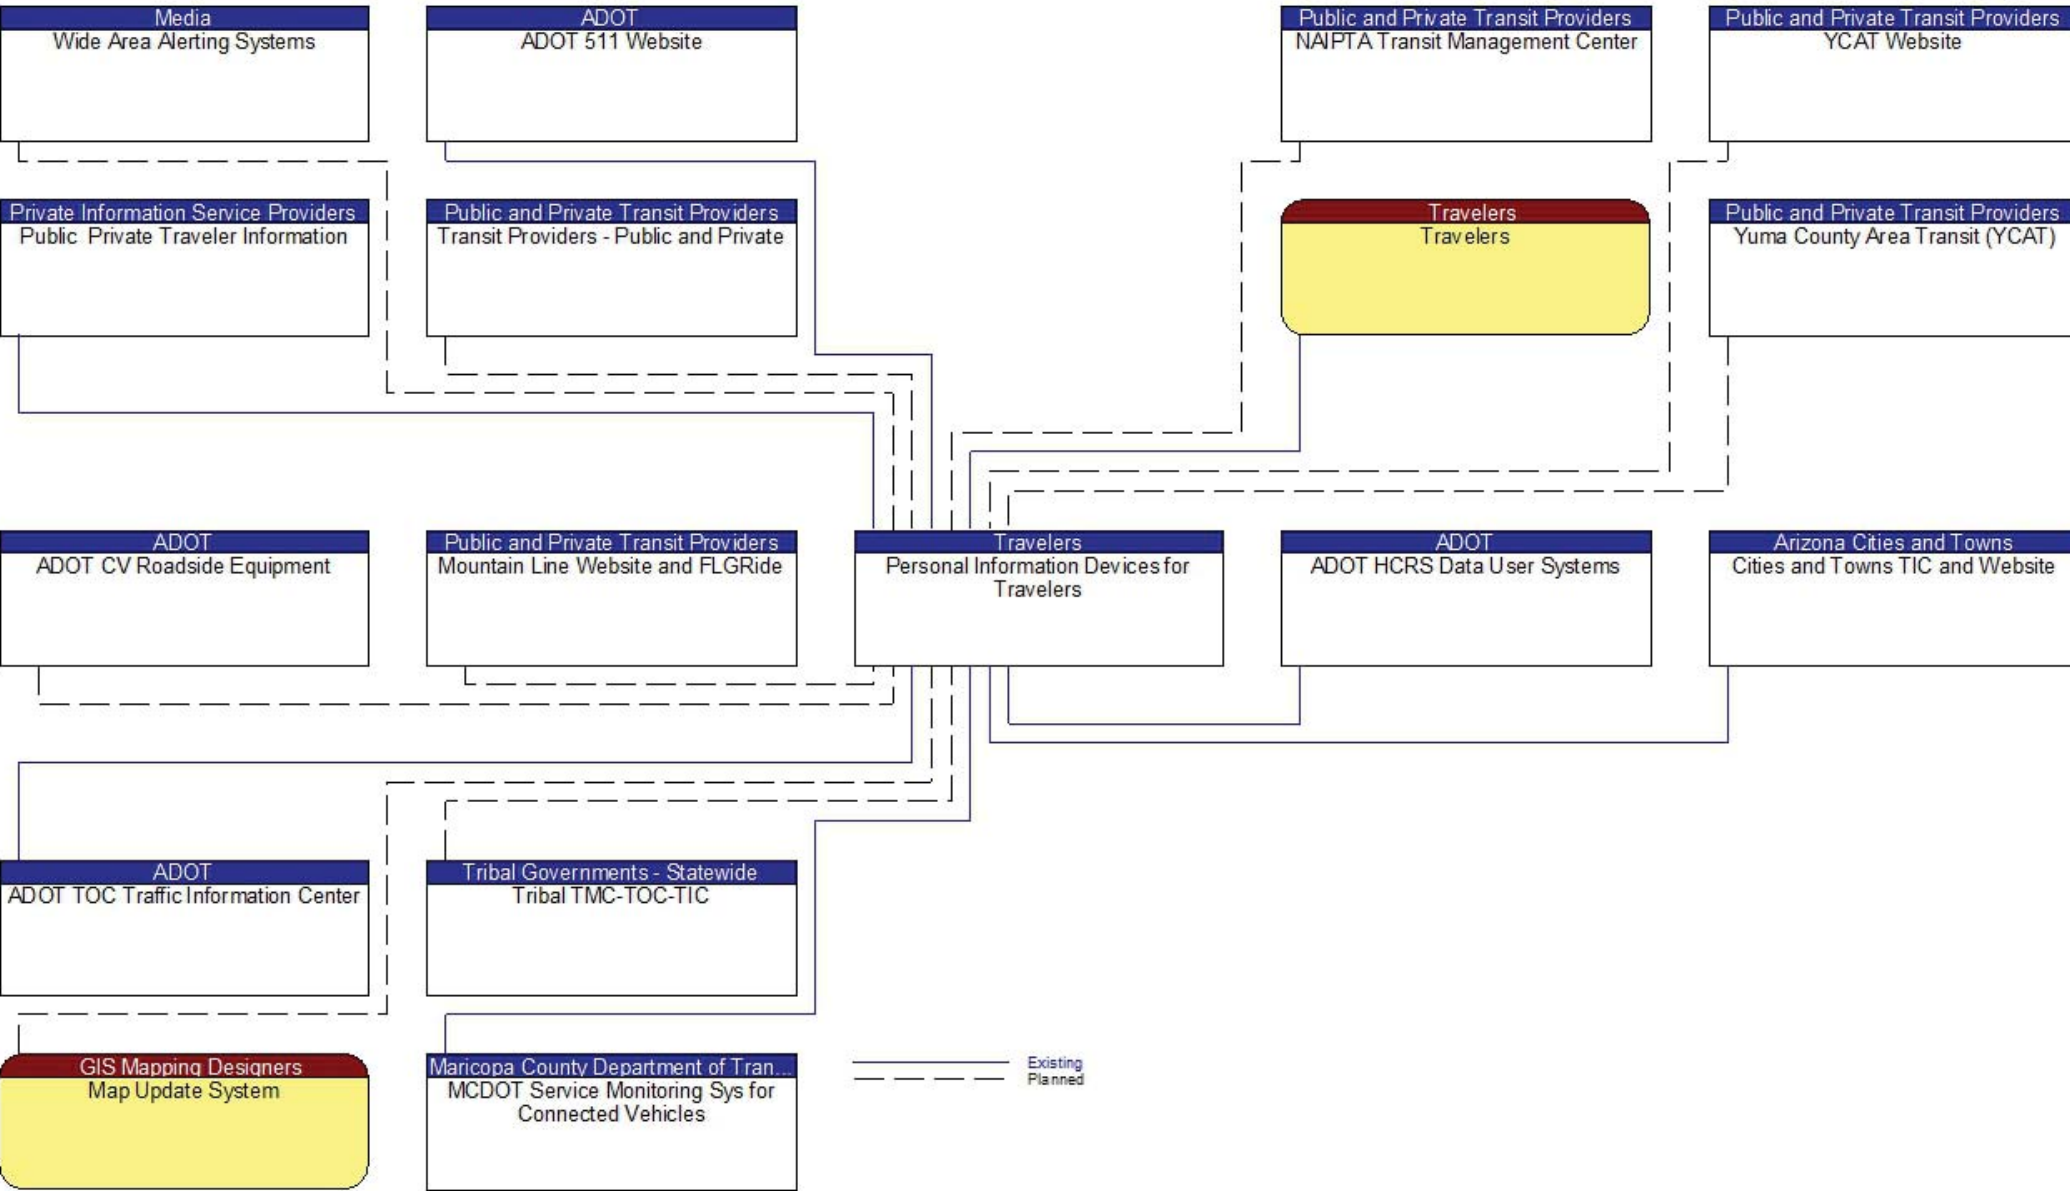 Media
Wide Area Alerting Systems
ADOT
ADOT 511 Website
Public and Private Transit Providers
NAIPTA Transit Management Center
Public and Private Transit Providers
YCAT Website
Private Information Service Providers
Public Private Traveler Information
Public and Private Transit Providers
Transit Providers - Public and Private
Travelers
Travelers
Public and Private Transit Providers
Yuma County Area Transit (YCAT)
ADOT
ADOT CV Roadside Equipment
Public and Private Transit Providers
Mountain Line Website and FLGRide
Travelers
Personal Information Devices for
Travelers
ADOT
ADOT HCRS Data User Systems
Arizona Cities and Towns
Cities and Towns TIC and Website
ADOT
ADOT TOC Traffic Information Center
Tribal Governments - Statewide
Tribal TMC-TOC-TIC
GIS Mapping Designers
Map Update System
Maricopa County Department of Tran...
MCDOT Service Monitoring Sys for
Connected Vehicles
Existing
Planned